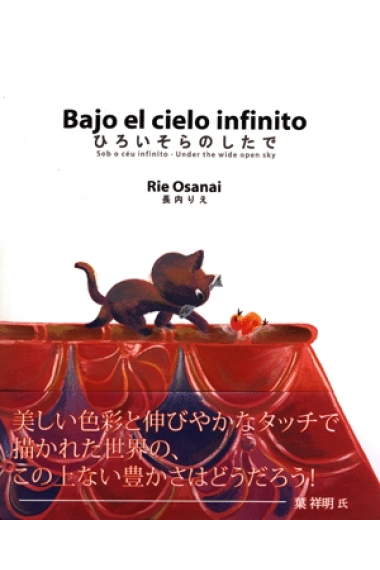 Bajo el cielo infinito
ひろいそらのしたで
Sob o céu infinito - Under the wide open sky
Rie Osanai
長内りえ
美しい色彩と伸びやかなタッチで
描かれた世界の、
この上ない豊かさはどうだろう!
葉 祥明 氏